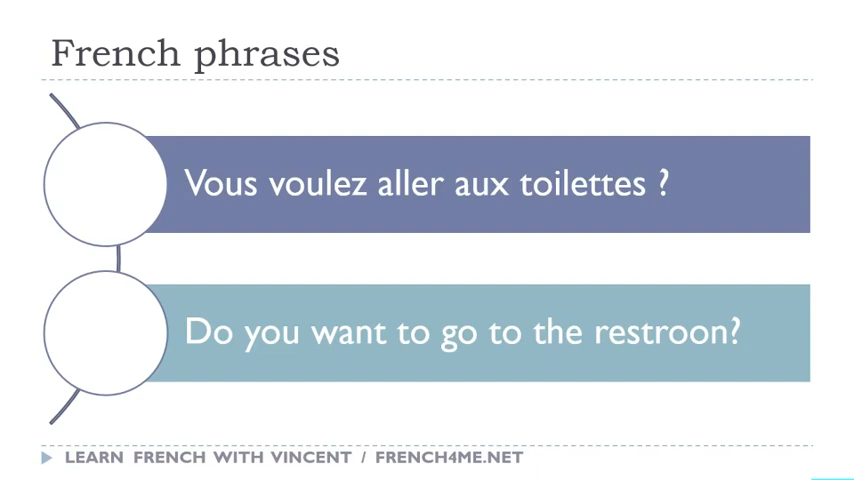 French phrases
Vous voulez aller aux toilettes ?
Do you want to go to the restroon?
LEARN FRENCH WITH VINCENT / FRENCH4ME.NET